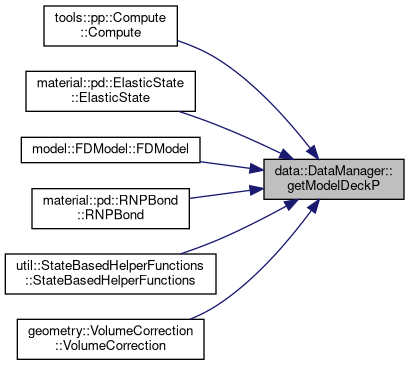 tools::pp::Compute
::Compute
material::pd::ElasticState
::ElasticState
model::FDModel::FDModel
data::DataManager::
getModelDeckP
material::pd::RNPBond
::RNPBond
util::StateBasedHelperFunctions
::StateBasedHelperFunctions
geometry::VolumeCorrection
::VolumeCorrection